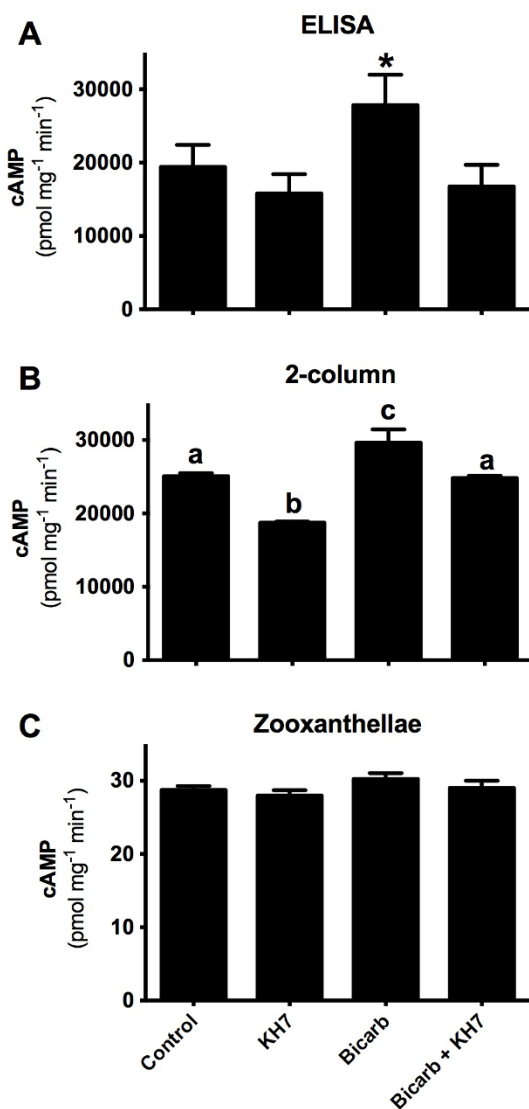 A
ELISA
cAMP
(pmol mg⁻¹ min⁻¹)
30000
20000
10000
0
*
B
2-column
cAMP
(pmol mg⁻¹ min⁻¹)
30000
20000
10000
0
a
b
c
a
C
Zooxanthellae
cAMP
(pmol mg⁻¹ min⁻¹)
30
20
10
0
Control
KH7
Bicarb
Bicarb + KH7